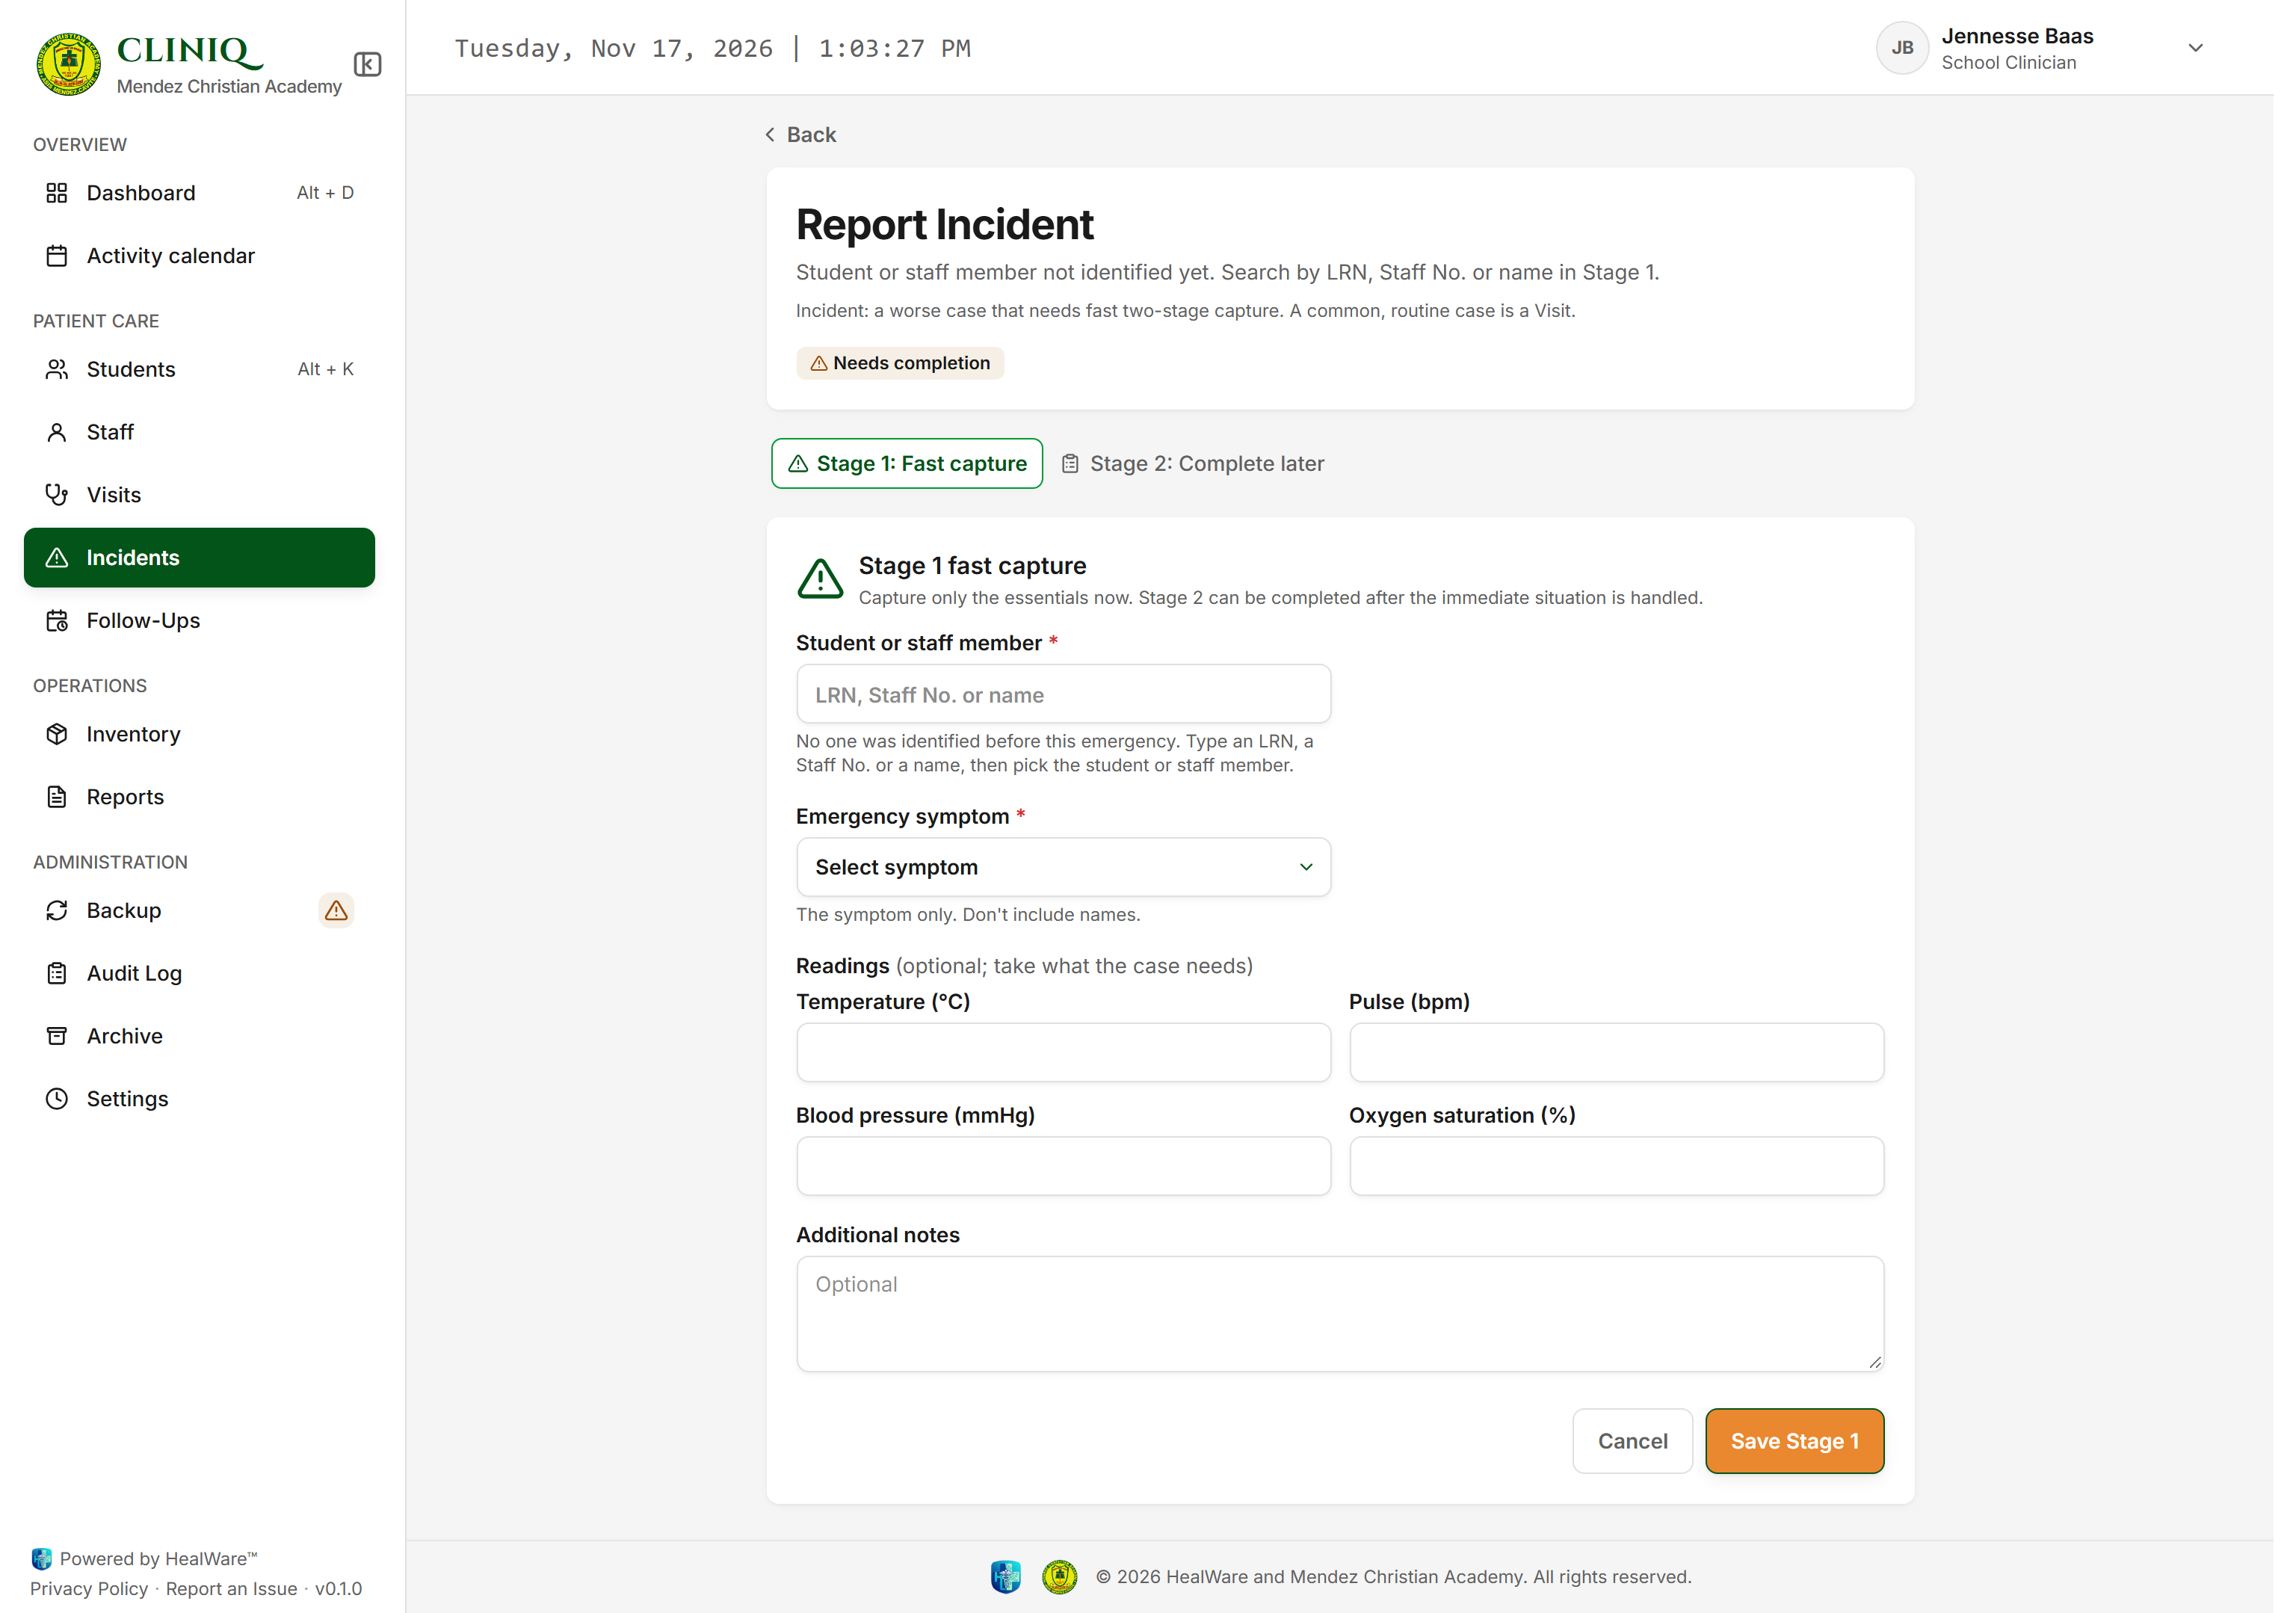 CLINIQ
Mendez Christian Academy
Tuesday, Nov 17, 2026 | 1:03:27 PM
JB
Jennesse Baas
School Clinician
OVERVIEW
Dashboard Alt + D
Activity calendar
PATIENT CARE
Students Alt + K
Staff
Visits
Incidents
Follow-Ups
OPERATIONS
Inventory
Reports
ADMINISTRATION
Backup
Audit Log
Archive
Settings
Powered by HealWare™
Privacy Policy · Report an Issue · v0.1.0
Back
Report Incident
Student or staff member not identified yet. Search by LRN, Staff No. or name in Stage 1.
Incident: a worse case that needs fast two-stage capture. A common, routine case is a Visit.
Needs completion
Stage 1: Fast capture
Stage 2: Complete later
Stage 1 fast capture
Capture only the essentials now. Stage 2 can be completed after the immediate situation is handled.
Student or staff member *
LRN, Staff No. or name
No one was identified before this emergency. Type an LRN, a
Staff No. or a name, then pick the student or staff member.
Emergency symptom *
Select symptom
The symptom only. Don't include names.
Readings (optional; take what the case needs)
Temperature (°C)
Pulse (bpm)
Blood pressure (mmHg)
Oxygen saturation (%)
Additional notes
Optional
Cancel
Save Stage 1
© 2026 HealWare and Mendez Christian Academy. All rights reserved.